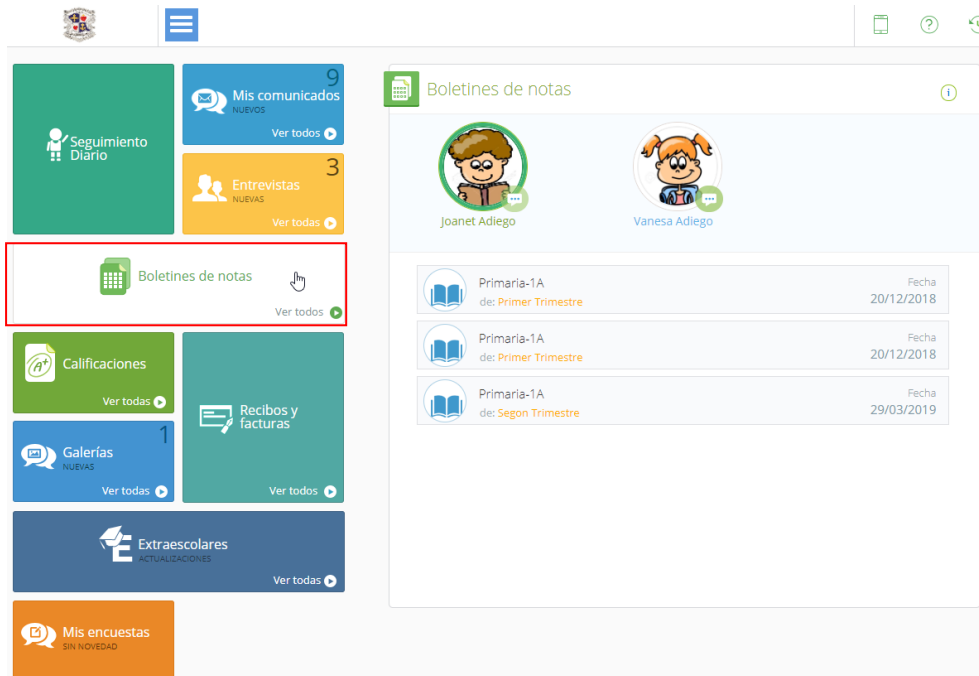 9
Mis comunicados
NUEVOS
Ver todos
Seguimiento
Diario
3
Entrevistas
NUEVAS
Ver todas
Boletines de notas
Ver todos
Calificaciones
Ver todas
Recibos y
facturas
Ver todos
1
Galerías
NUEVAS
Ver todas
Extraescolares
ACTUALIZACIONES
Ver todas
Mis encuestas
SIN NOVEDAD
Boletines de notas
Joanet Adiego
Vanesa Adiego
Primaria-1A
Fecha
de: Primer Trimestre
20/12/2018
Primaria-1A
Fecha
de: Primer Trimestre
20/12/2018
Primaria-1A
Fecha
de: Segon Trimestre
29/03/2019